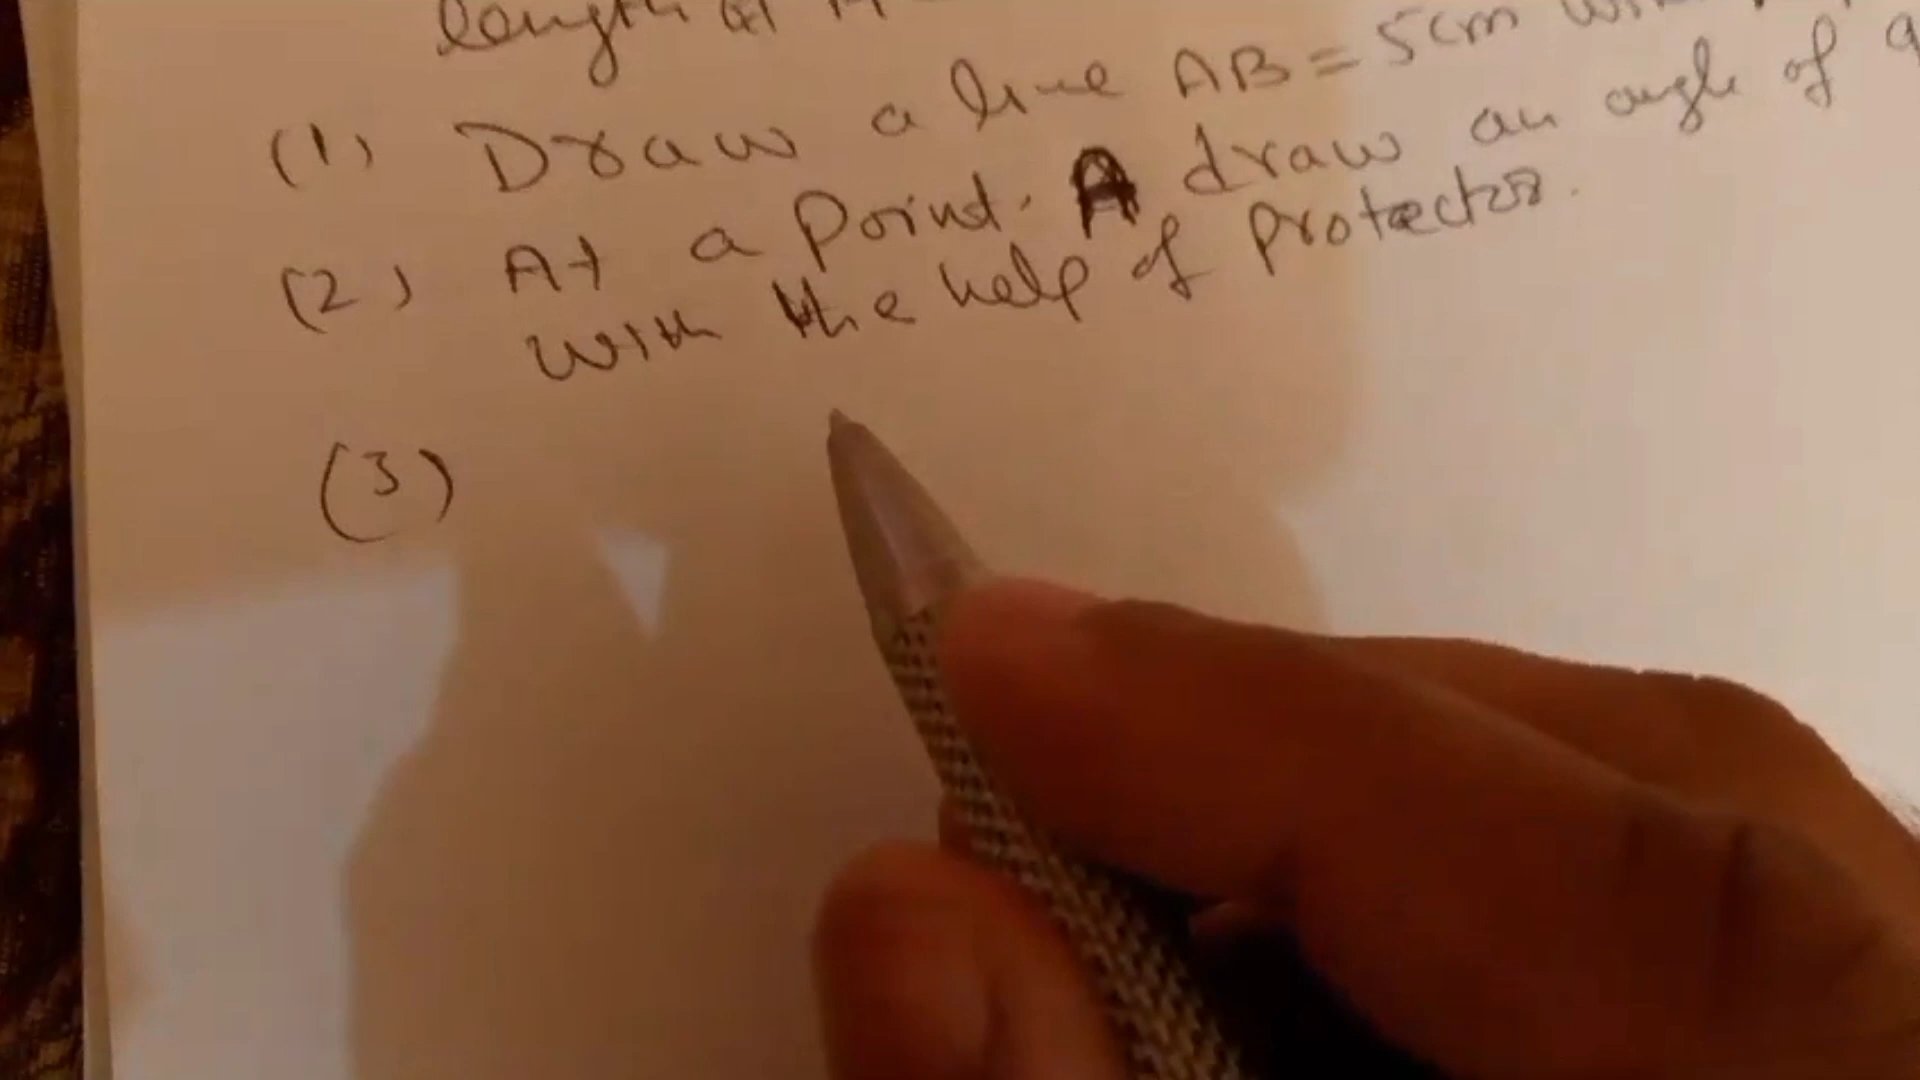 length of
(1) Draw a line AB = 5cm
(2) At a point. A draw an angle of 9
with the help of Protector.
(3)